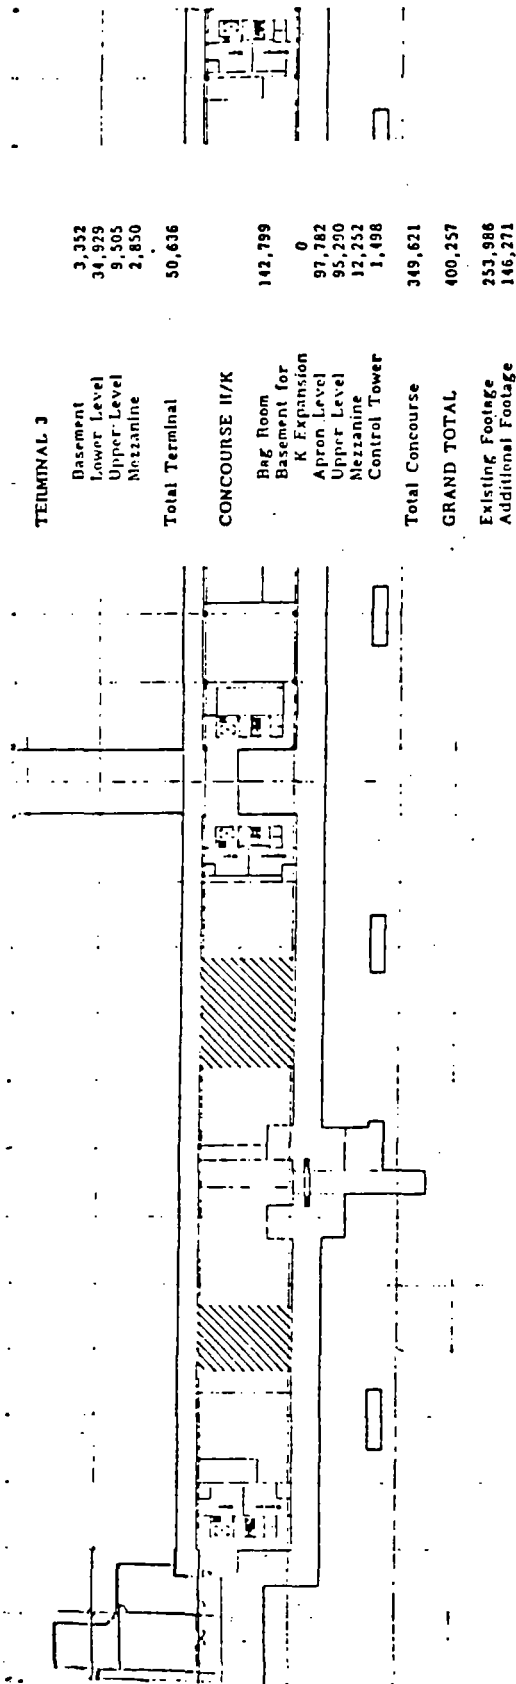 TERMINAL 3
Basement 3,352
Lower Level 34,929
Upper Level 9,505
Mezzanine 2,850
Total Terminal 50,636
CONCOURSE H/K
Bag Room 142,799
Basement for
K Expansion 0
Apron Level 97,782
Upper Level 95,290
Mezzanine 12,252
Control Tower 1,498
Total Concourse 349,621
GRAND TOTAL 400,257
Existing Footage 253,986
Additional Footage 146,271